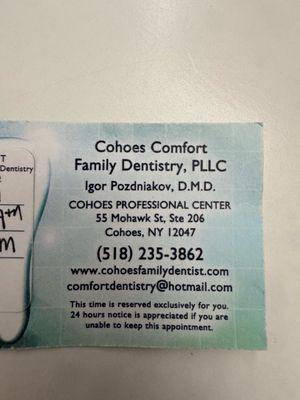 Cohoes Comfort
Family Dentistry, PLLC
Igor Pozdniakov, D.M.D.
COHOES PROFESSIONAL CENTER
55 Mohawk St, Ste 206
Cohoes, NY 12047
(518) 235-3862
www.cohoesfamilydentist.com
comfortdentistry@hotmail.com
This time is reserved exclusively for you.
24 hours notice is appreciated if you are
unable to keep this appointment.
T
Dentistry